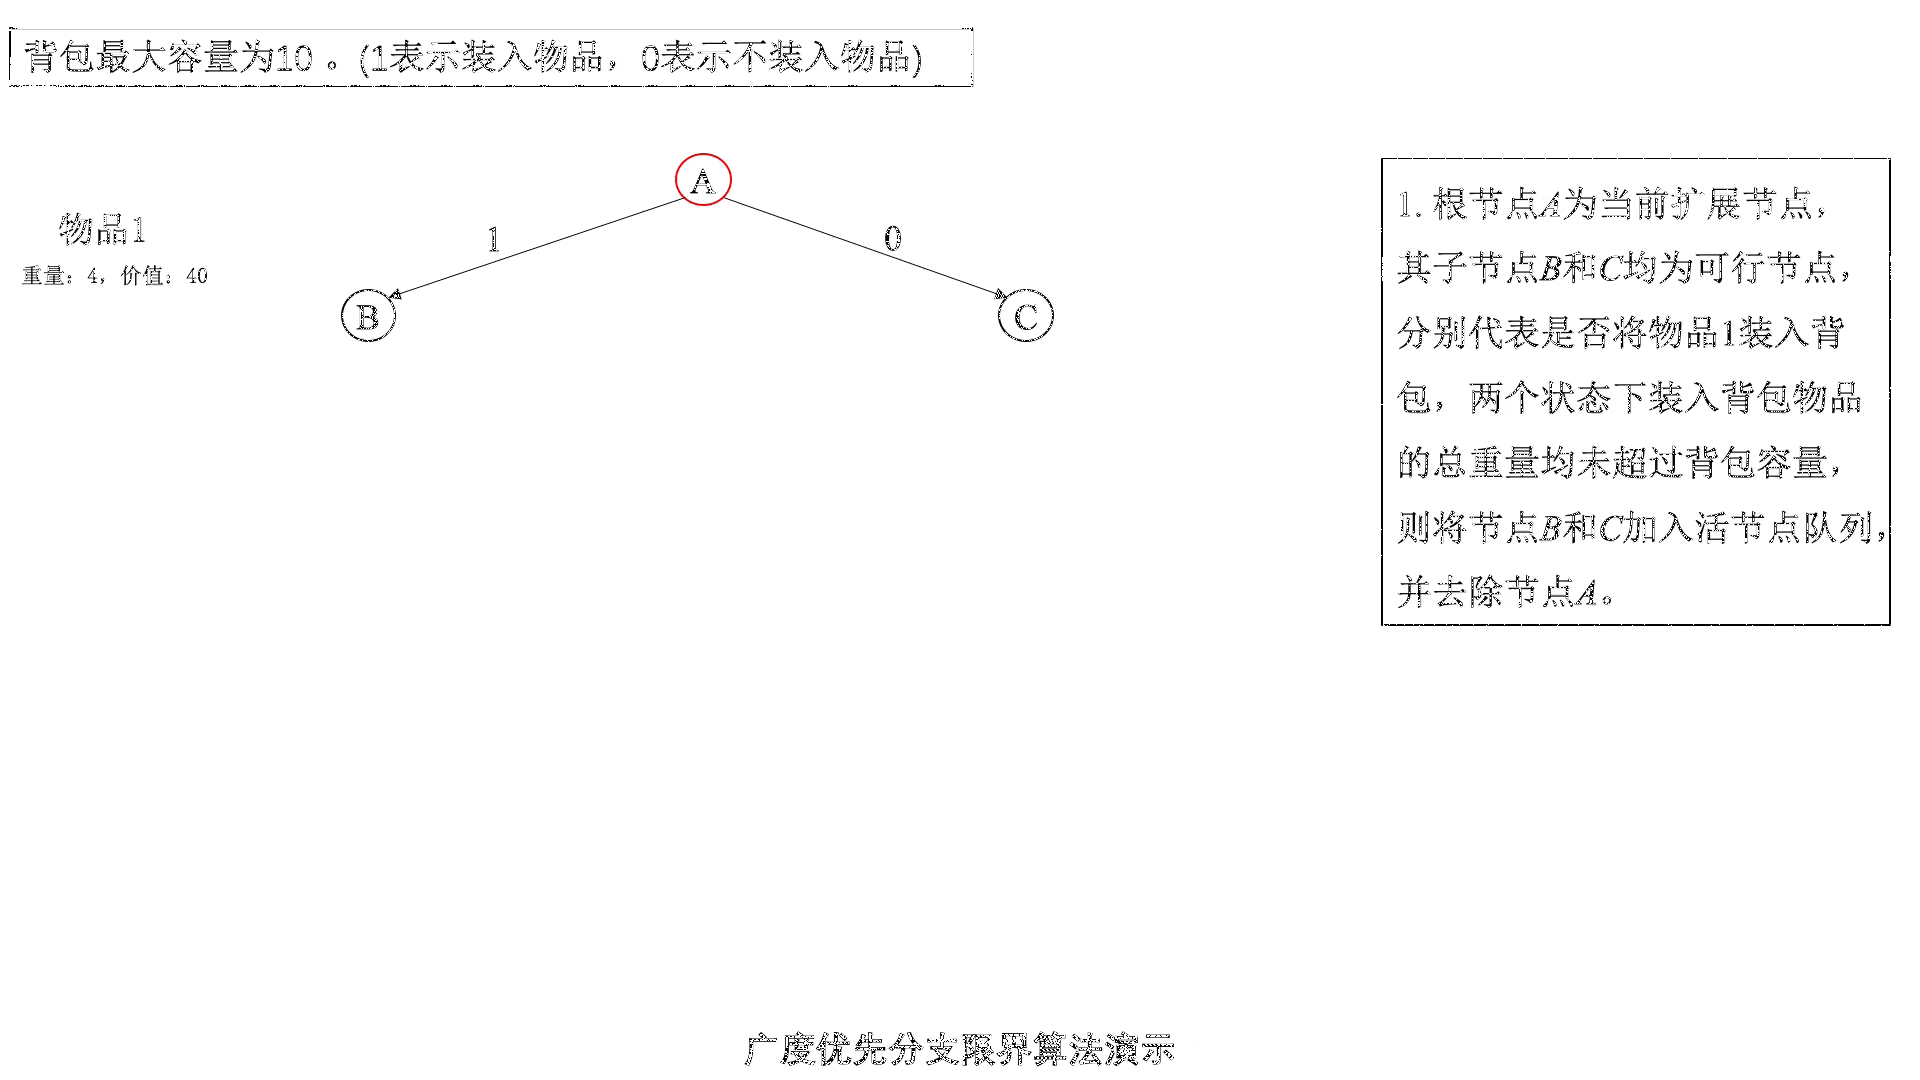 背包最大容量为10 。(1表示装入物品，0表示不装入物品)
A
物品1
重量：4，价值：40
1
0
B
C
1. 根节点A为当前扩展节点，
其子节点B和C均为可行节点，
分别代表是否将物品1装入背
包，两个状态下装入背包物品
的总重量均未超过背包容量，
则将节点B和C加入活节点队列，
并去除节点A。
广度优先分支限界算法演示